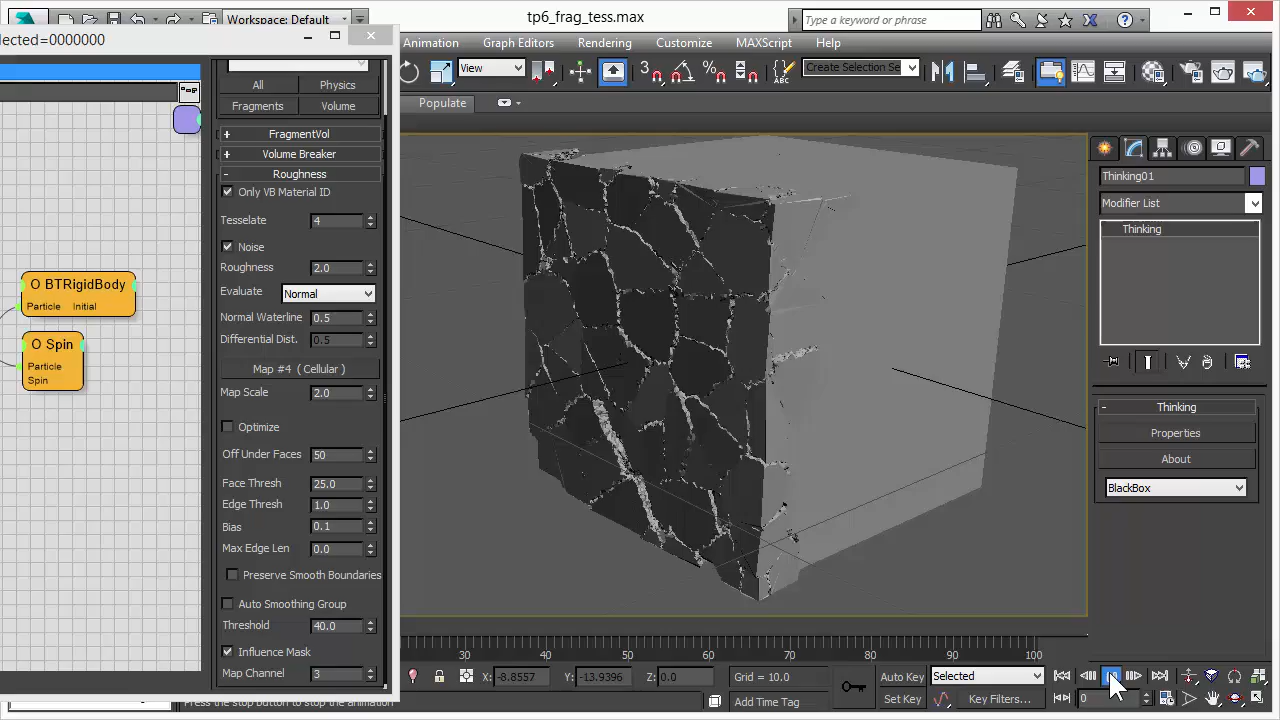 Workspace: Default
tp6_frag_tess.max
Type a keyword or phrase
lected=0000000
Animation
Graph Editors
Rendering
Customize
MAXScript
Help
View
Create Selection Se
Populate
All
Physics
Fragments
Volume
+ FragmentVol
+ Volume Breaker
- Roughness
Only VB Material ID
Tesselate 4
Noise
Roughness 2.0
Evaluate Normal
Normal Waterline 0.5
Differential Dist. 0.5
Map #4 ( Cellular )
Map Scale 2.0
Optimize
Off Under Faces 50
Face Thresh 25.0
Edge Thresh 1.0
Bias 0.1
Max Edge Len 0.0
Preserve Smooth Boundaries
Auto Smoothing Group
Threshold 40.0
Influence Mask
Map Channel 3
O BTRigidBody
Particle Initial
O Spin
Particle
Spin
Thinking01
Modifier List
Thinking
- Thinking
Properties
About
BlackBox
30 40 50 60 70 80 90 100
X: -8.8557
Y: -13.9396
Z: 0.0
Grid = 10.0
Auto Key
Selected
Press the stop button to stop the animation
Add Time Tag
Set Key
Key Filters...
0